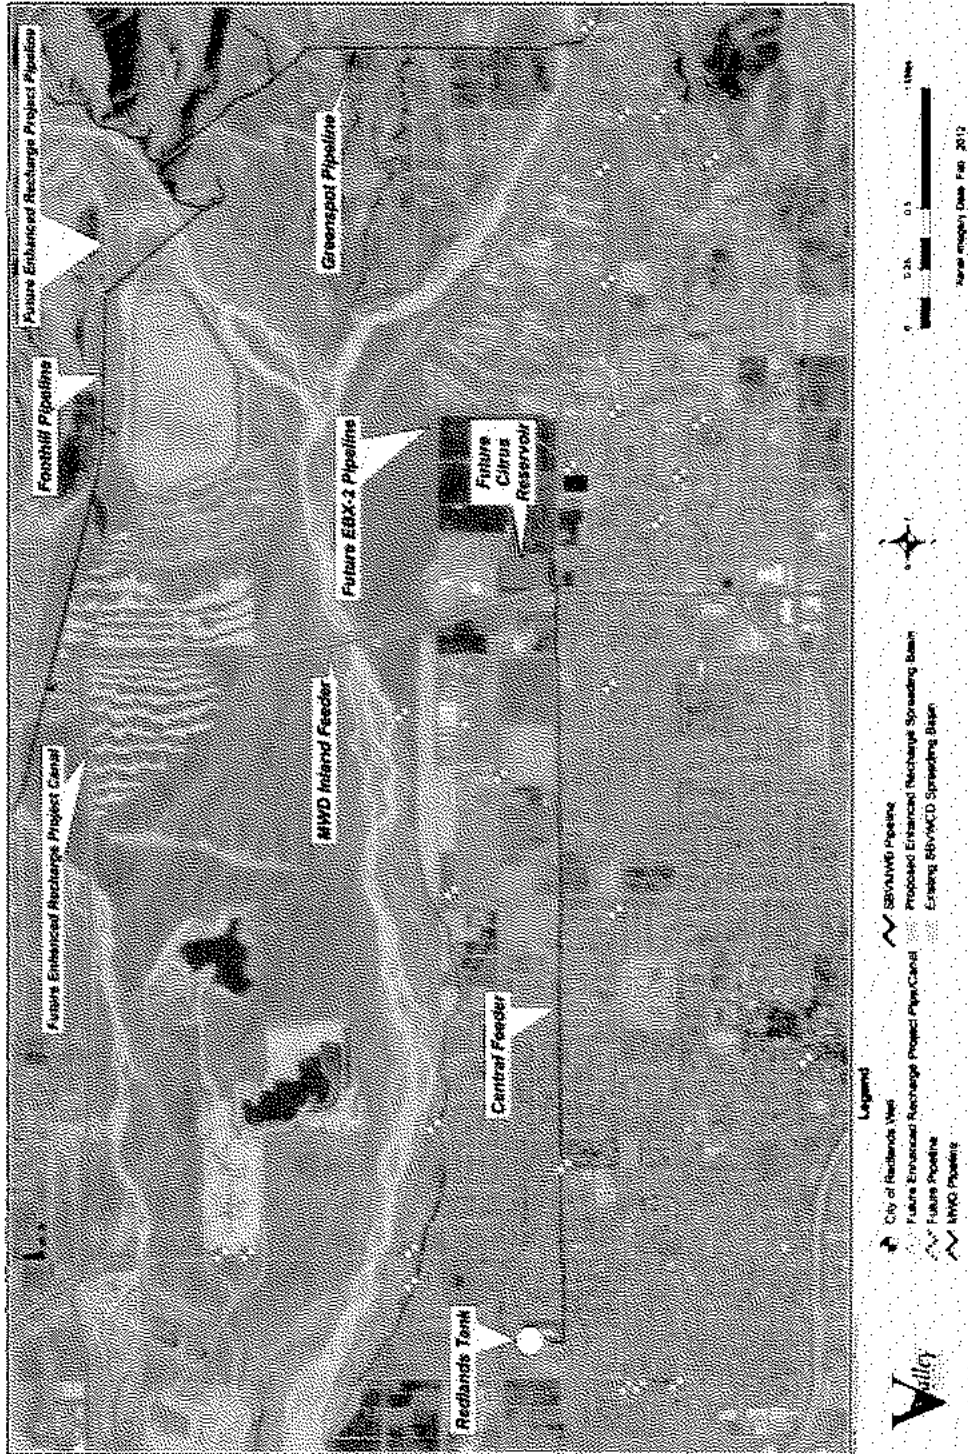 Future Enhanced Recharge Project Pipeline
Foothill Pipeline
Future Enhanced Recharge Project Canal
Greenspot Pipeline
Future EBX-2 Pipeline
MWD Inland Feeder
Future
Citrus
Reservoir
Central Feeder
Redlands Tank
Legend
City of Redlands Well
Future Enhanced Recharge Project Pipe/Canal
Future Pipeline
MWD Pipeline
SBVMWD Pipeline
Proposed Enhanced Recharge Spreading Basin
Existing SBVWCD Spreading Basin
0 0.25 0.5 1 Miles
Aerial Imagery Date Feb 2012
Valley